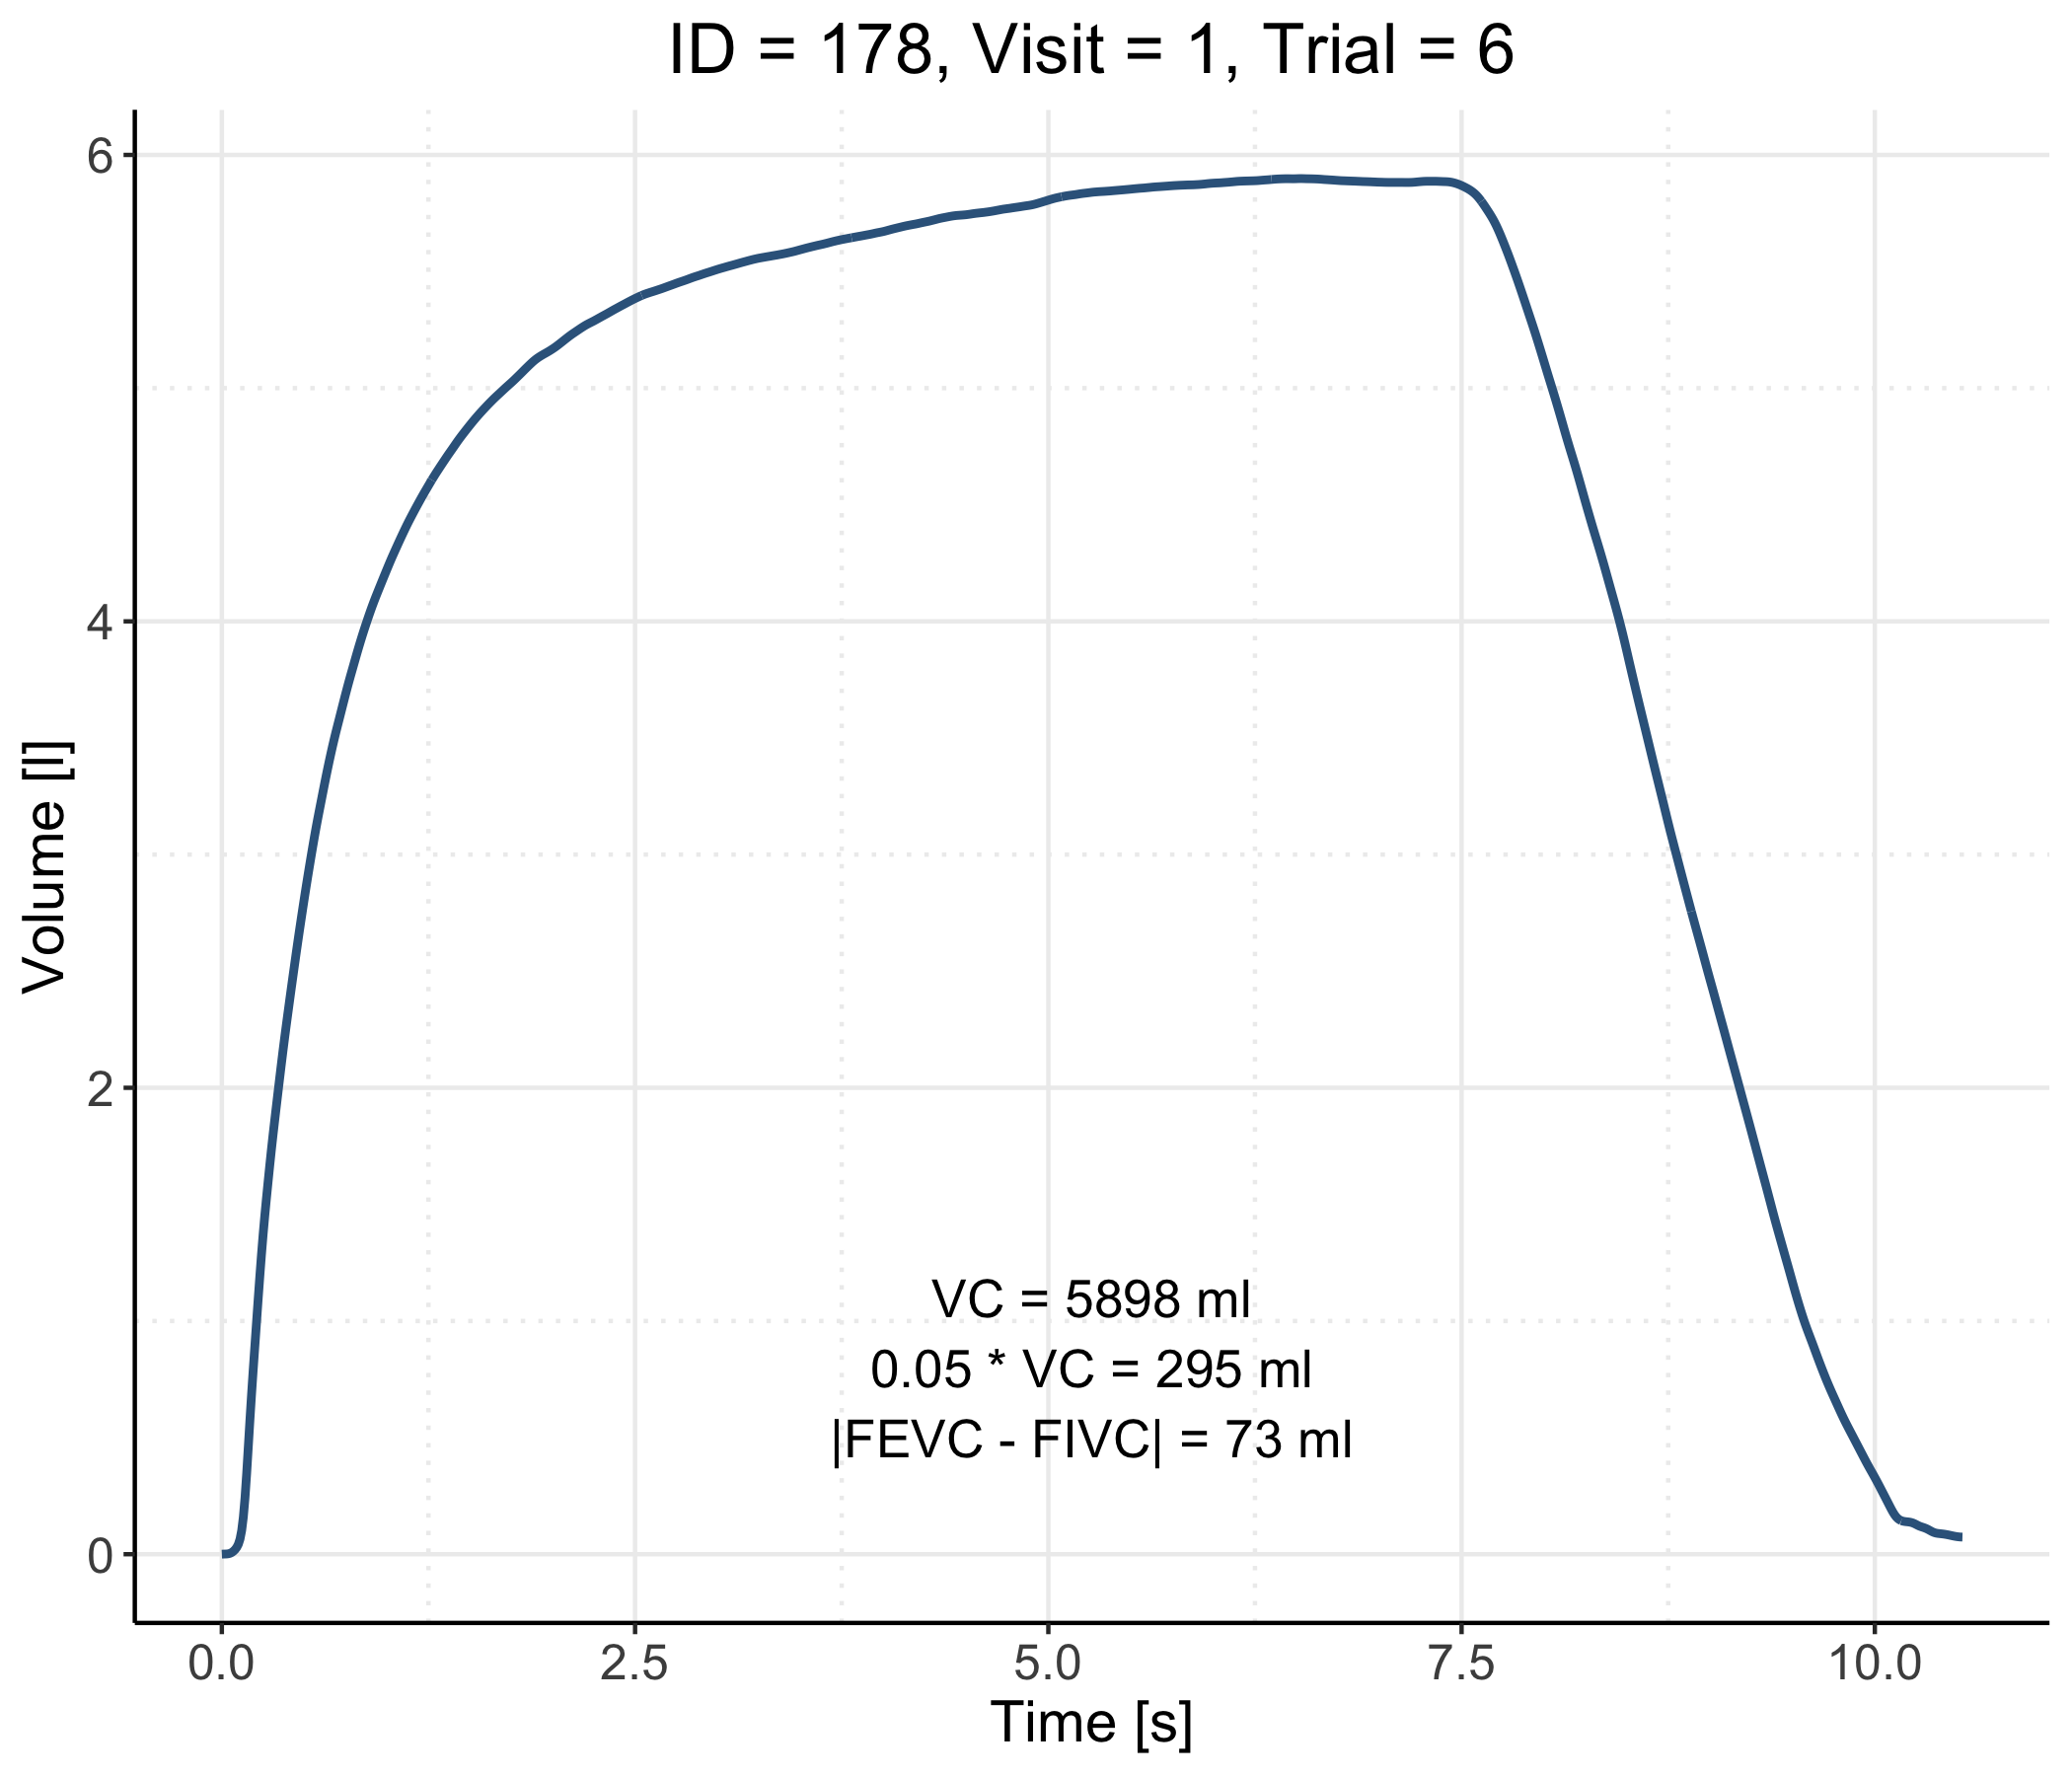 ID = 178, Visit = 1, Trial = 6
6
4
2
0
Volume [l]
VC = 5898 ml
0.05 * VC = 295 ml
|FEVC - FIVC| = 73 ml
0.0 2.5 5.0 7.5 10.0
Time [s]